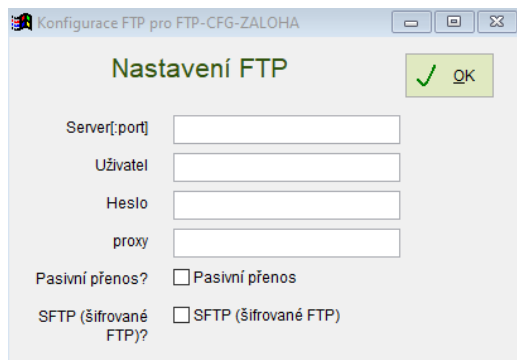 Konfigurace FTP pro FTP-CFG-ZALOHA
Nastavení FTP
OK
Server[:port]
Uživatel
Heslo
proxy
Pasivní přenos? Pasivní přenos
SFTP (šifrované FTP)? SFTP (šifrované FTP)